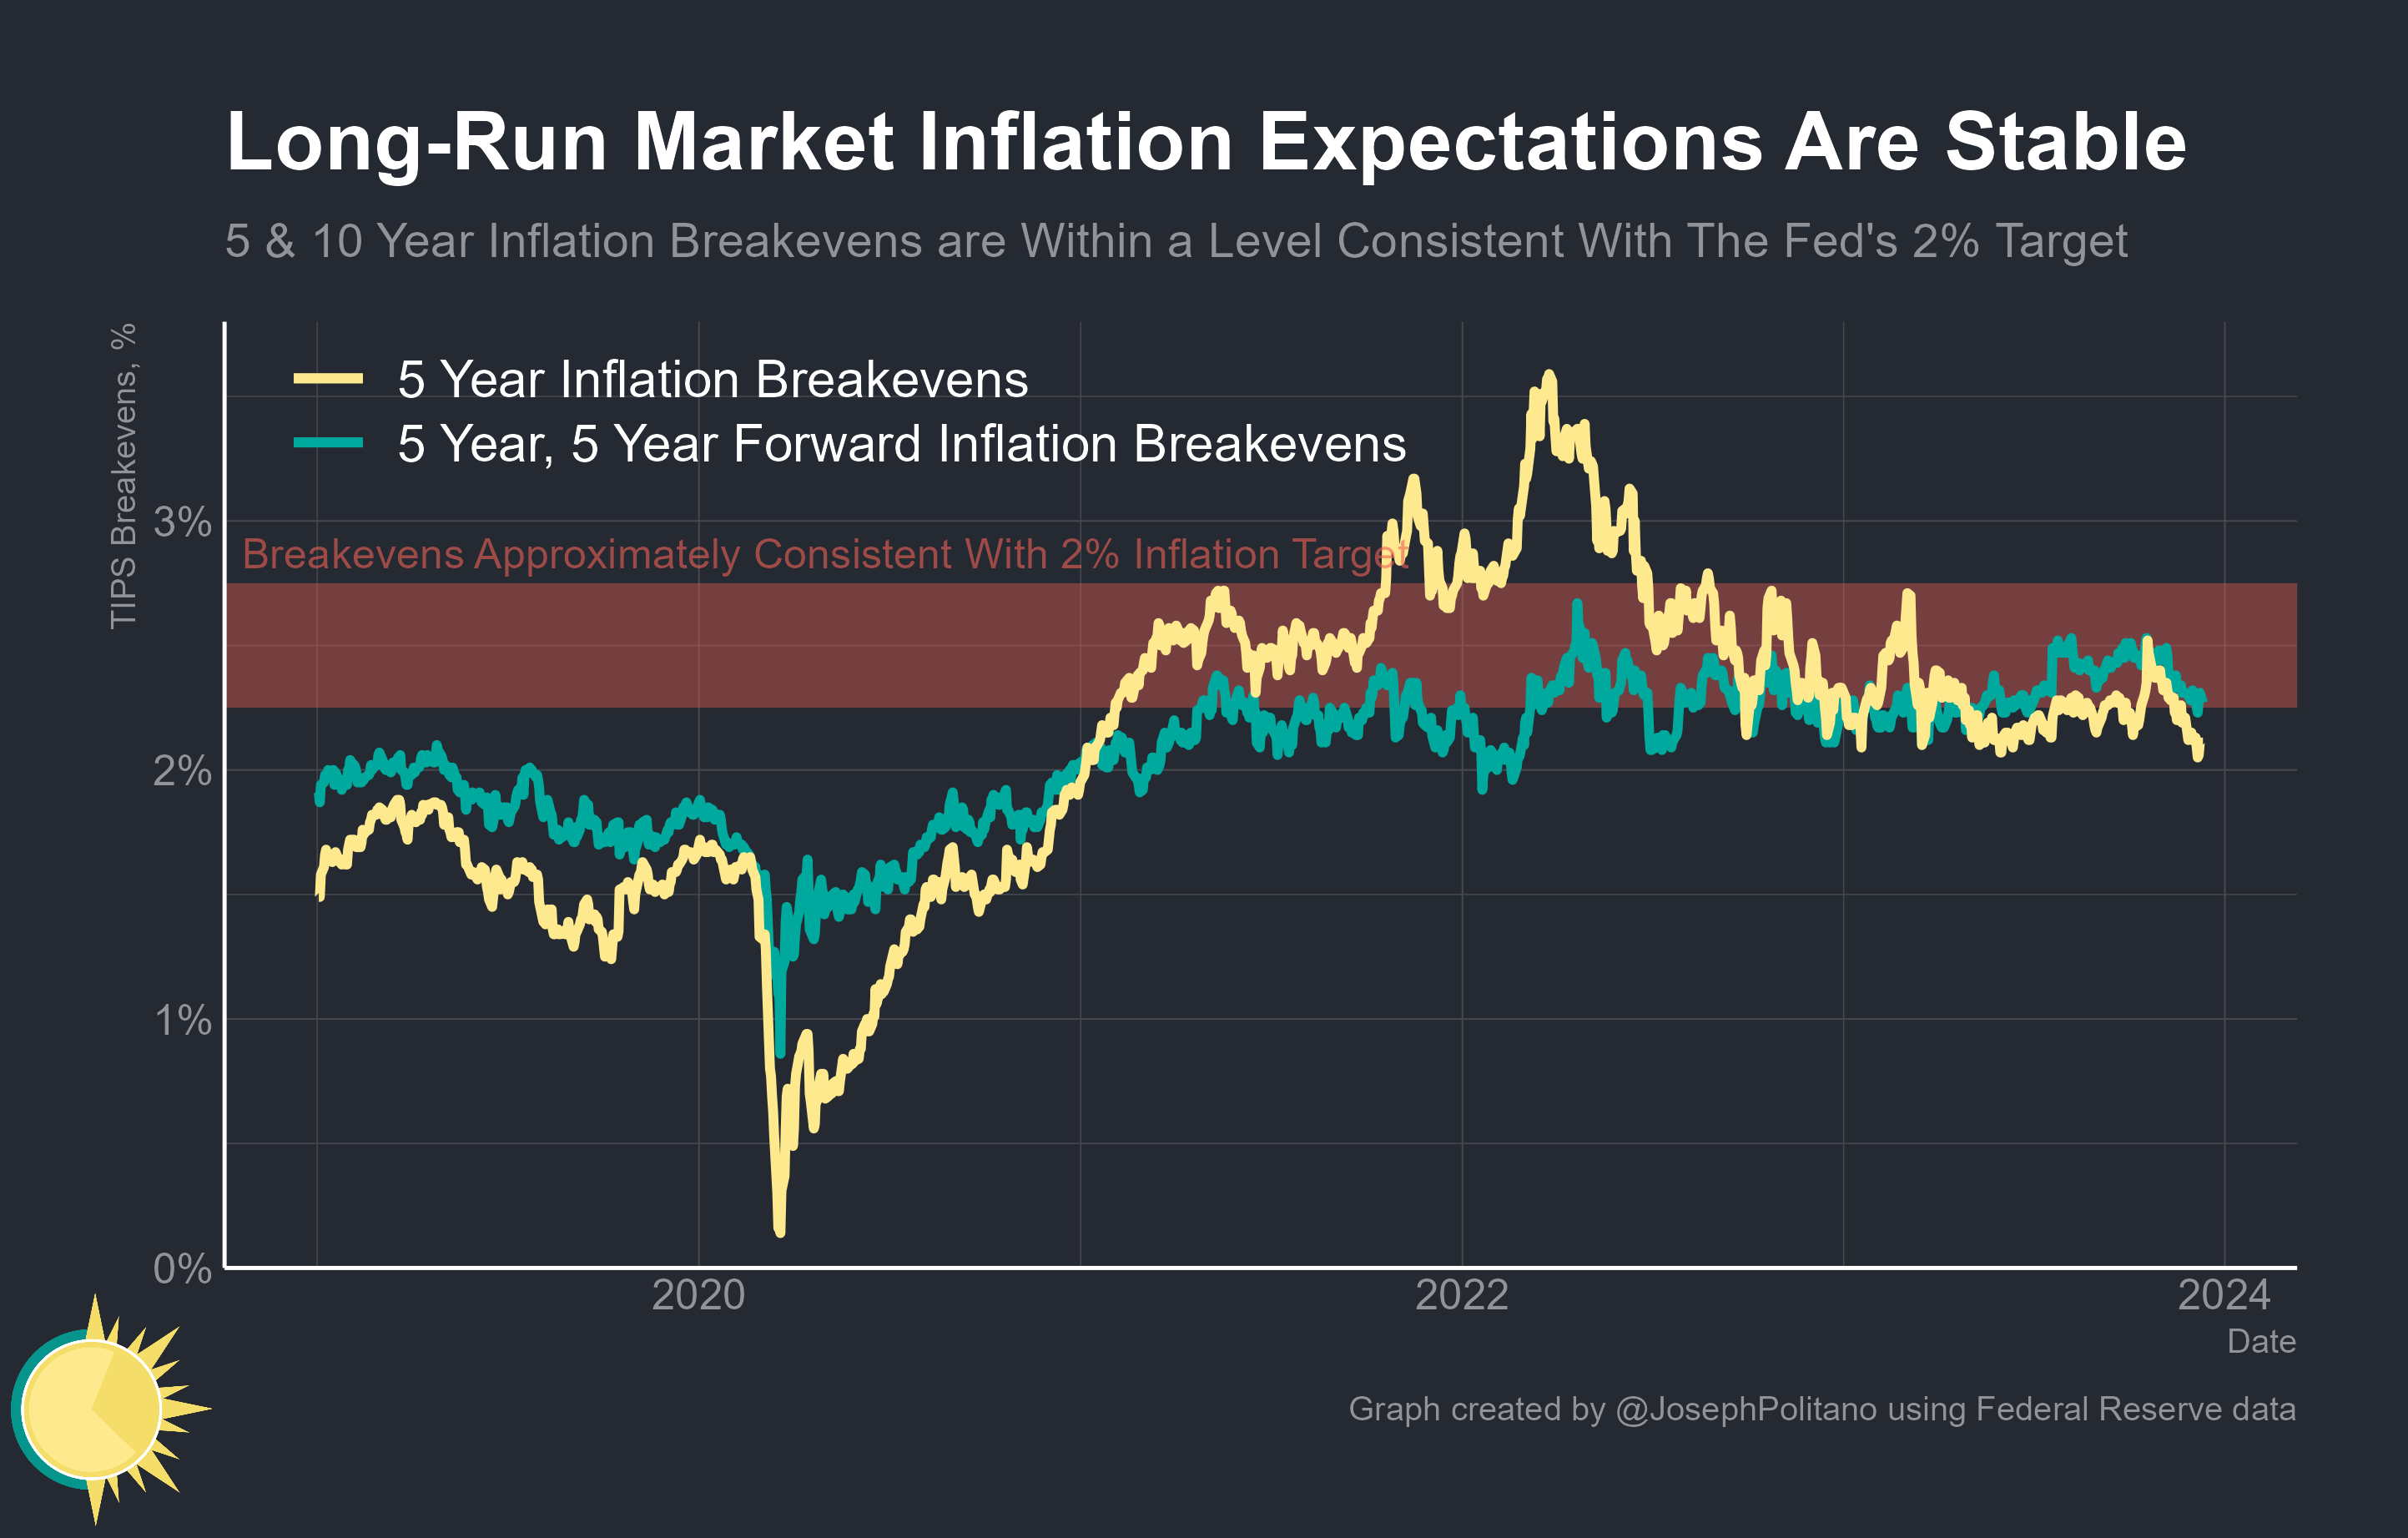 Long-Run Market Inflation Expectations Are Stable
5 & 10 Year Inflation Breakevens are Within a Level Consistent With The Fed's 2% Target
TIPS Breakevens, %
5 Year Inflation Breakevens
5 Year, 5 Year Forward Inflation Breakevens
3%
Breakevens Approximately Consistent With 2% Inflation Target
2%
1%
0%
2020
2022
2024
Date
Graph created by @JosephPolitano using Federal Reserve data